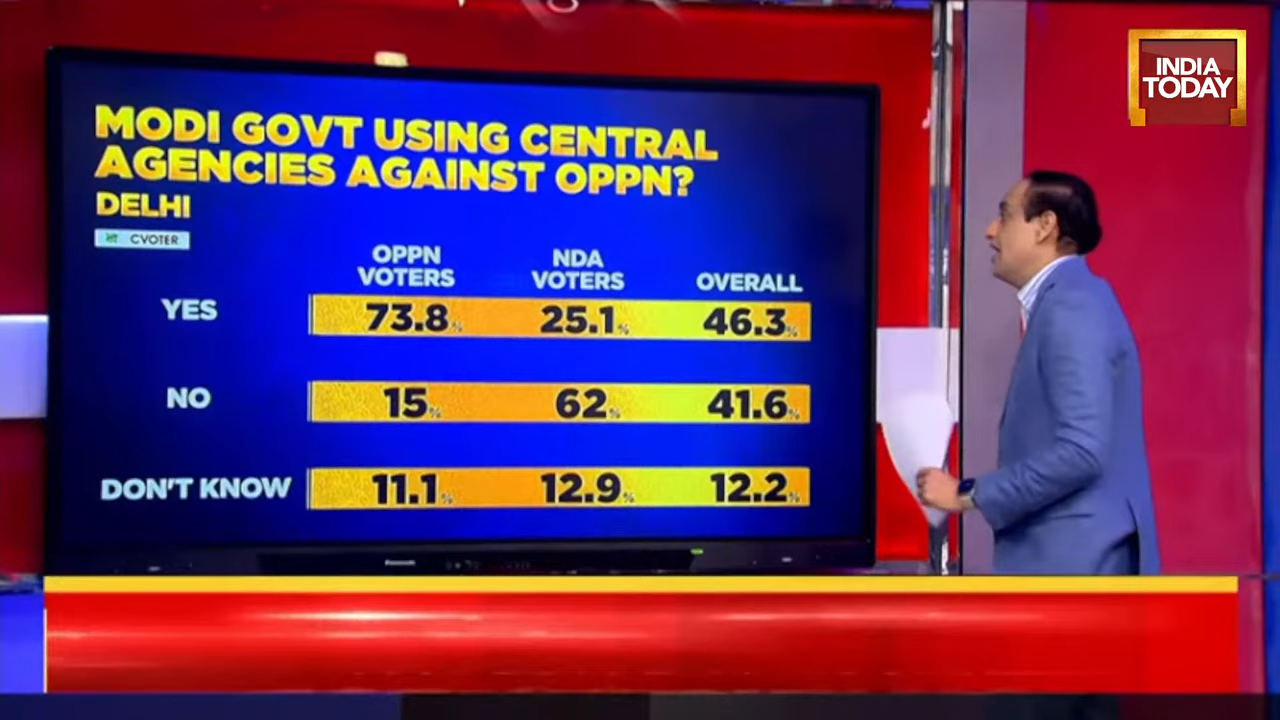 INDIA
TODAY
MODI GOVT USING CENTRAL
AGENCIES AGAINST OPPN?
DELHI
CVOTER
OPPN VOTERS NDA VOTERS OVERALL
YES 73.8% 25.1% 46.3%
NO 15% 62% 41.6%
DON'T KNOW 11.1% 12.9% 12.2%
Panasonic